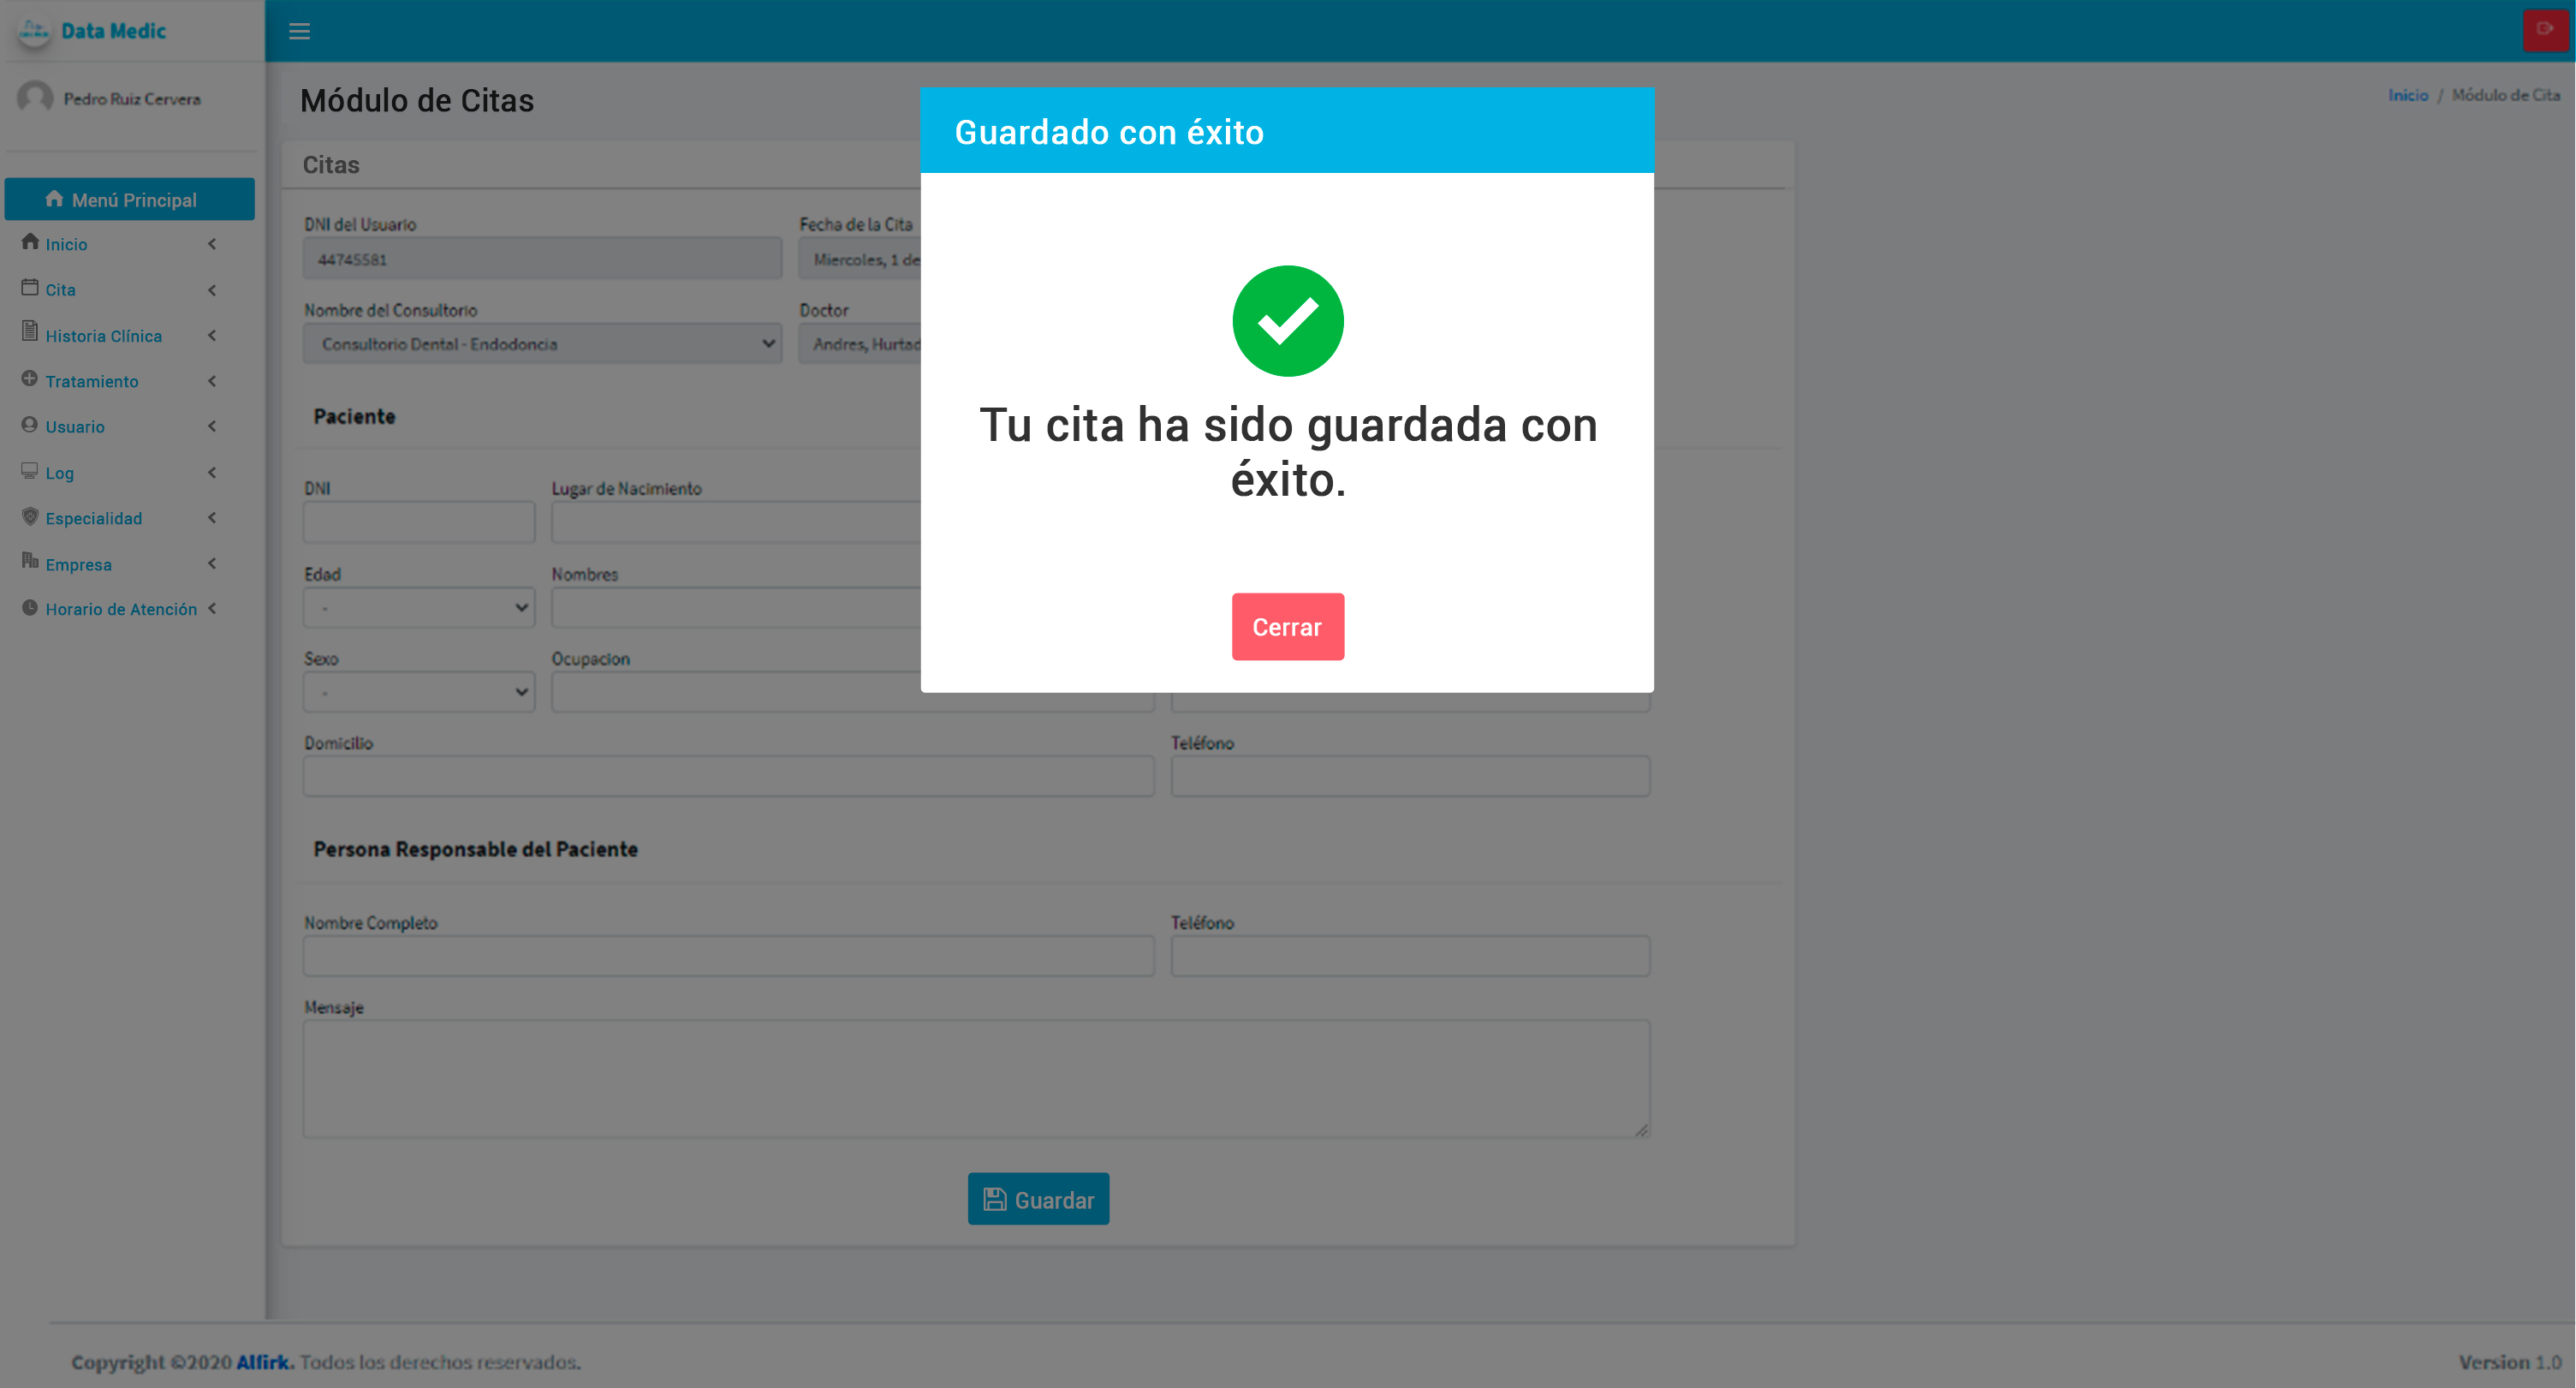 Data Medic
Pedro Ruiz Cervera
Menú Principal
Inicio
Cita
Historia Clínica
Tratamiento
Usuario
Log
Especialidad
Empresa
Horario de Atención
Módulo de Citas
Inicio / Módulo de Cita
Citas
DNI del Usuario
Fecha de la Cita
44745581
Miercoles, 1 de
Nombre del Consultorio
Doctor
Consultorio Dental - Endodoncia
Andres, Hurtad
Paciente
DNI
Lugar de Nacimiento
Edad
Nombres
-
Sexo
Ocupacion
-
Domicilio
Teléfono
Persona Responsable del Paciente
Nombre Completo
Teléfono
Mensaje
Guardar
Guardado con éxito
Tu cita ha sido guardada con
éxito.
Cerrar
Copyright ©2020 Alfirk. Todos los derechos reservados.
Version 1.0